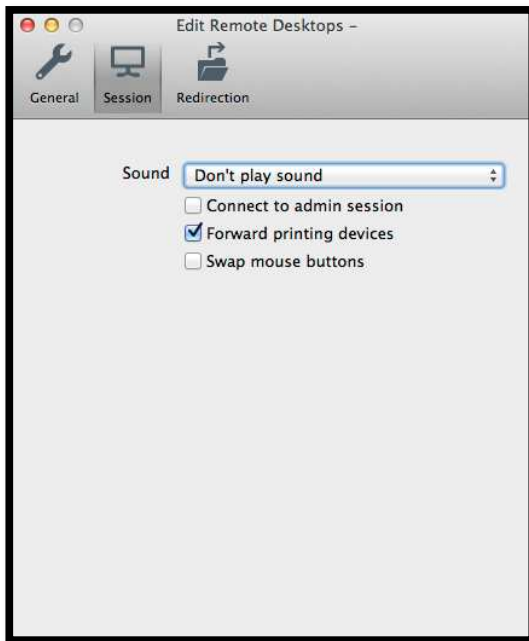 Edit Remote Desktops –
General Session Redirection
Sound Don't play sound
Connect to admin session
Forward printing devices
Swap mouse buttons